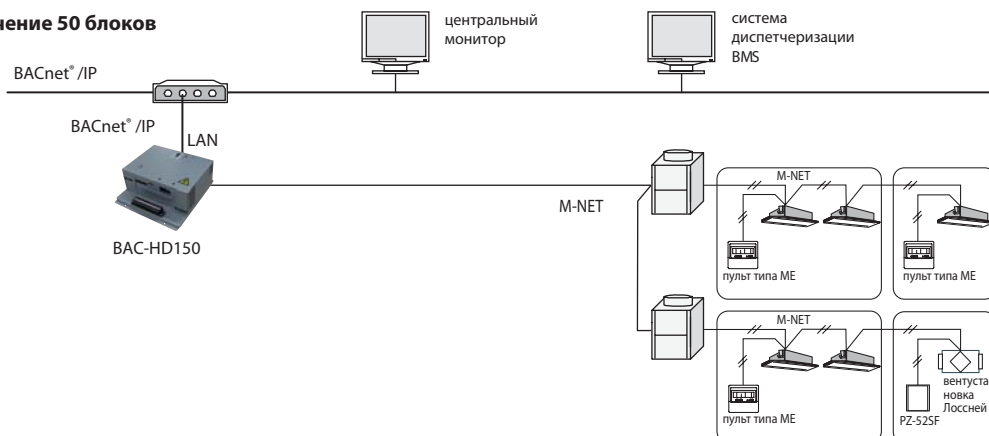 чение 50 блоков
центральный
монитор
система
диспетчеризации
BMS
BACnet® /IP
BACnet® /IP
LAN
BAC-HD150
M-NET
M-NET
пульт типа ME
пульт типа ME
M-NET
пульт типа ME
PZ-52SF
вентуста
новка
Лоссней